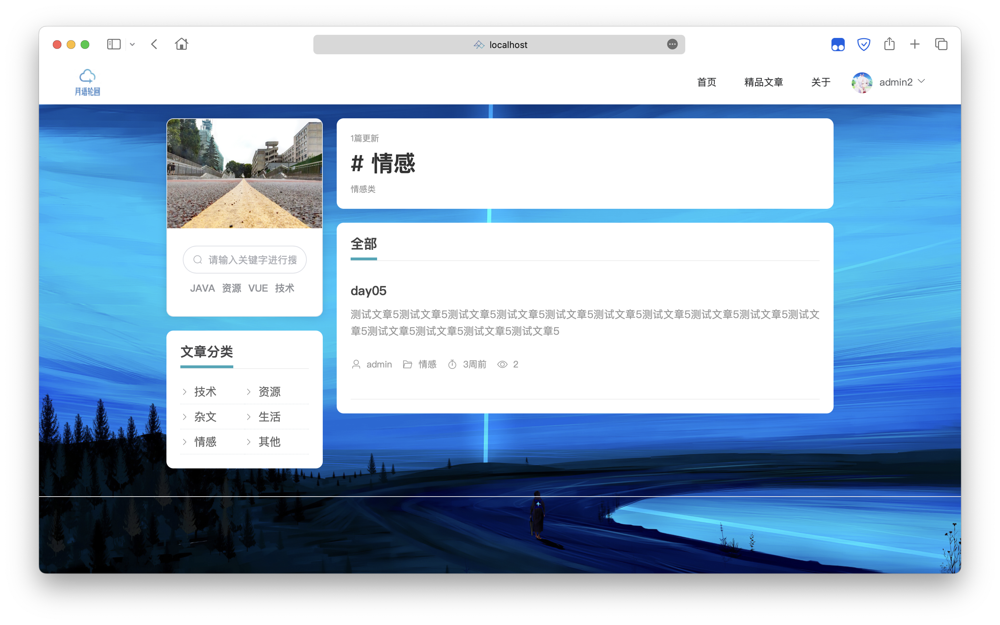 localhost
月语轮回
首页 精品文章 关于 admin2
1篇更新
# 情感
情感类
请输入关键字进行搜
JAVA 资源 VUE 技术
全部
day05
测试文章5测试文章5测试文章5测试文章5测试文章5测试文章5测试文章5测试文章5测试文章5测试文
章5测试文章5测试文章5测试文章5测试文章5
admin 情感 3周前 2
文章分类
技术 资源
杂文 生活
情感 其他